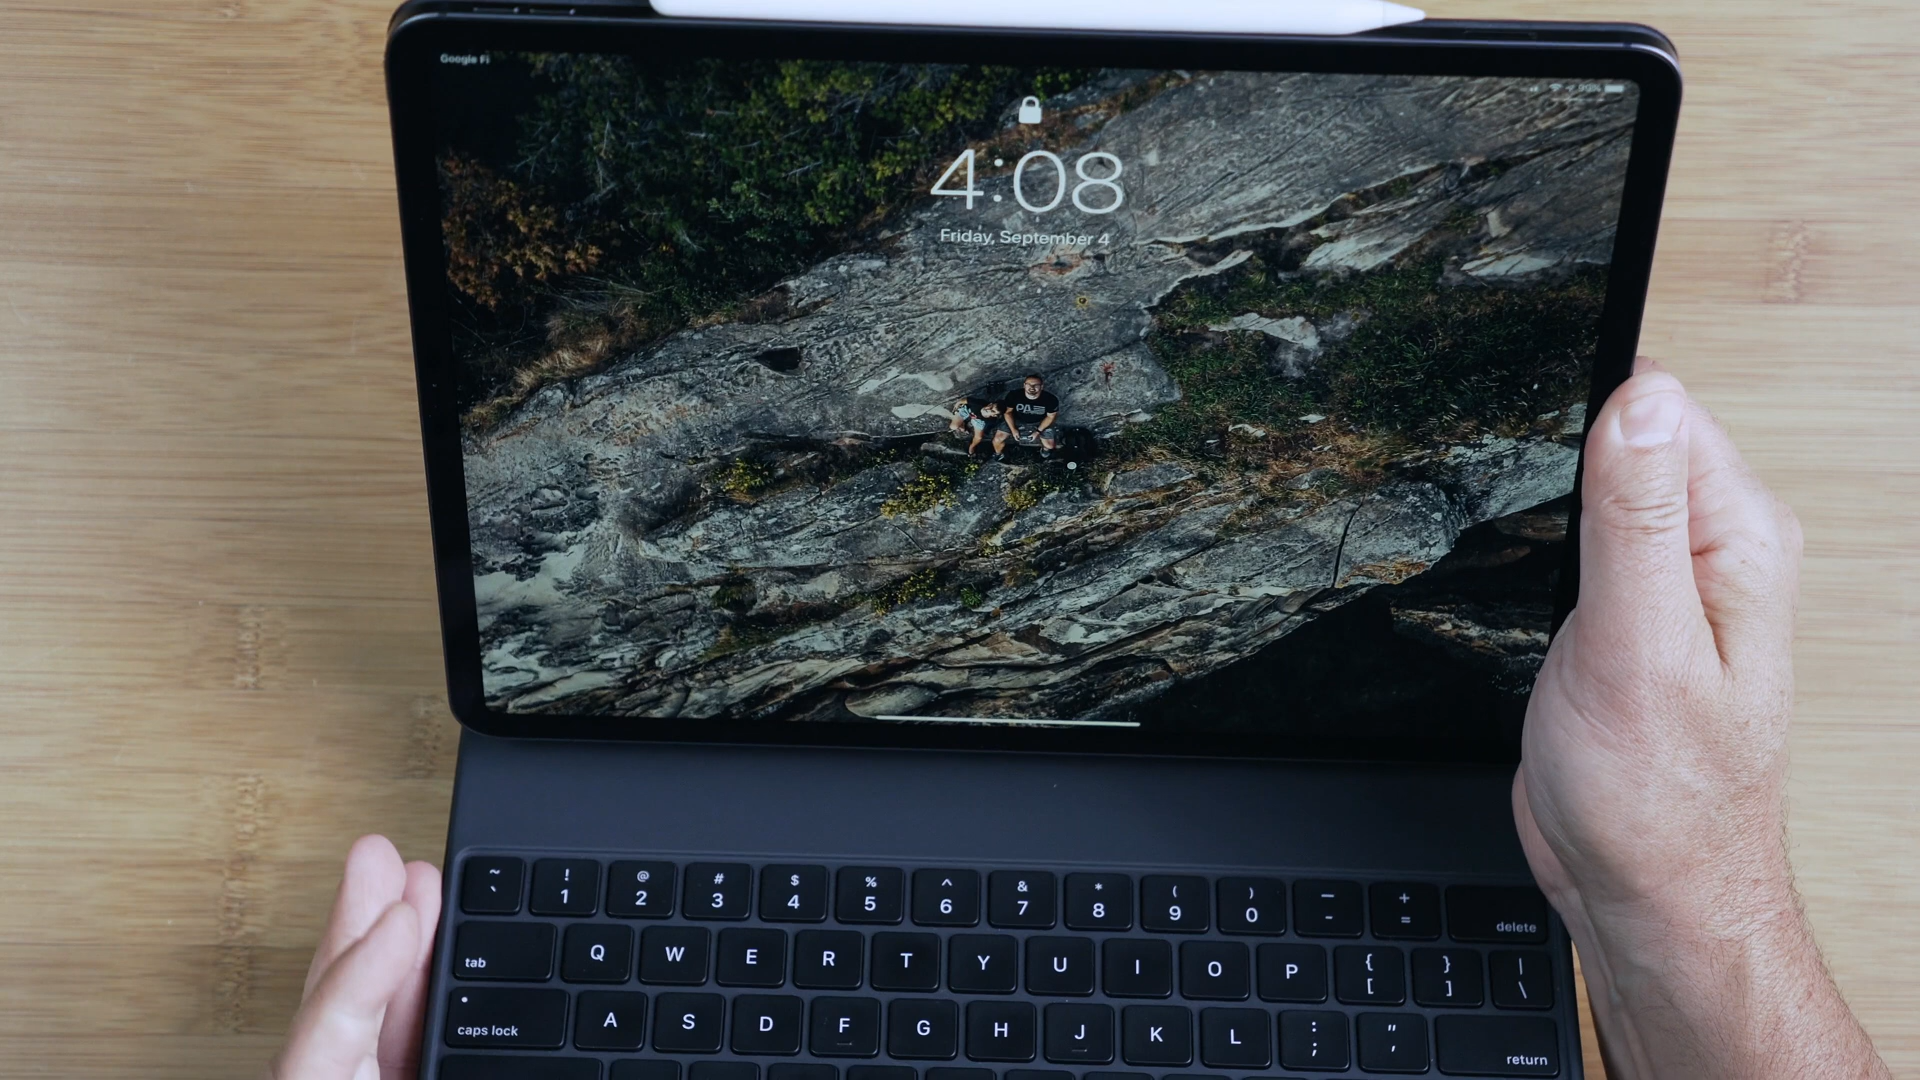 Google Fi
4:08
Friday, September 4
~ ! @ # $ % ^ & * ( ) — +
` 1 2 3 4 5 6 7 8 9 0 - = delete
tab Q W E R T Y U I O P { [ } ] | \
caps lock A S D F G H J K L : ; " ' return